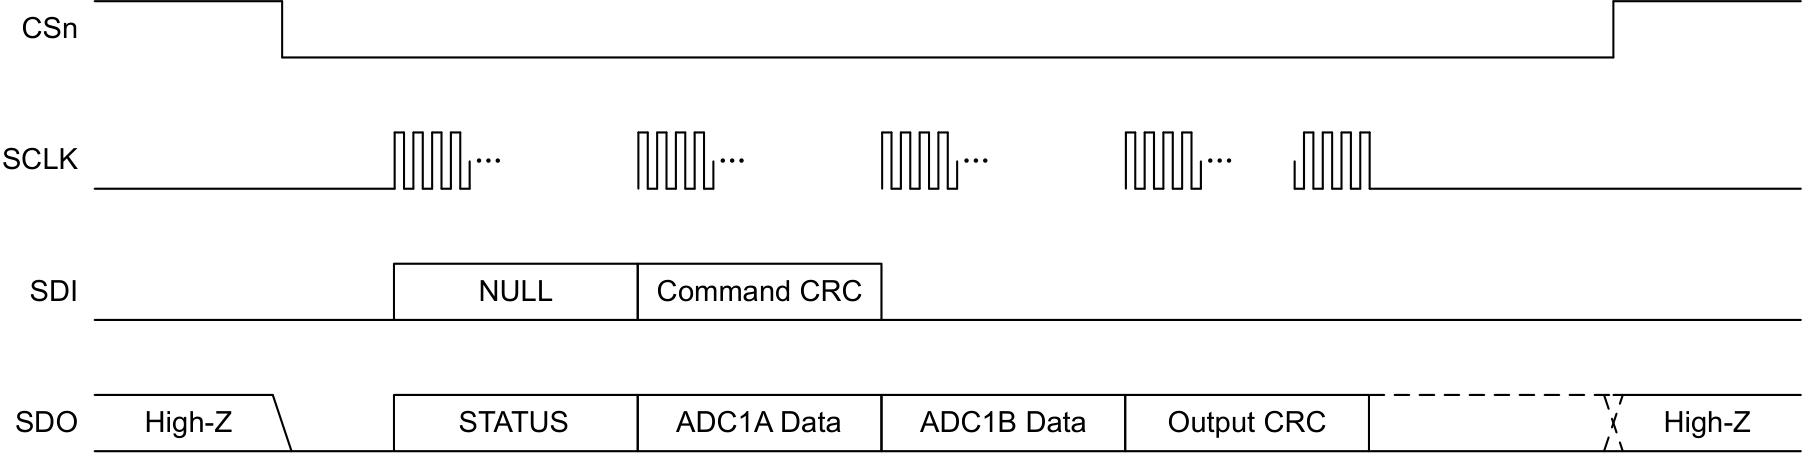 CSn
SCLK ... ... ... ...
SDI NULL Command CRC
SDO High-Z STATUS ADC1A Data ADC1B Data Output CRC High-Z